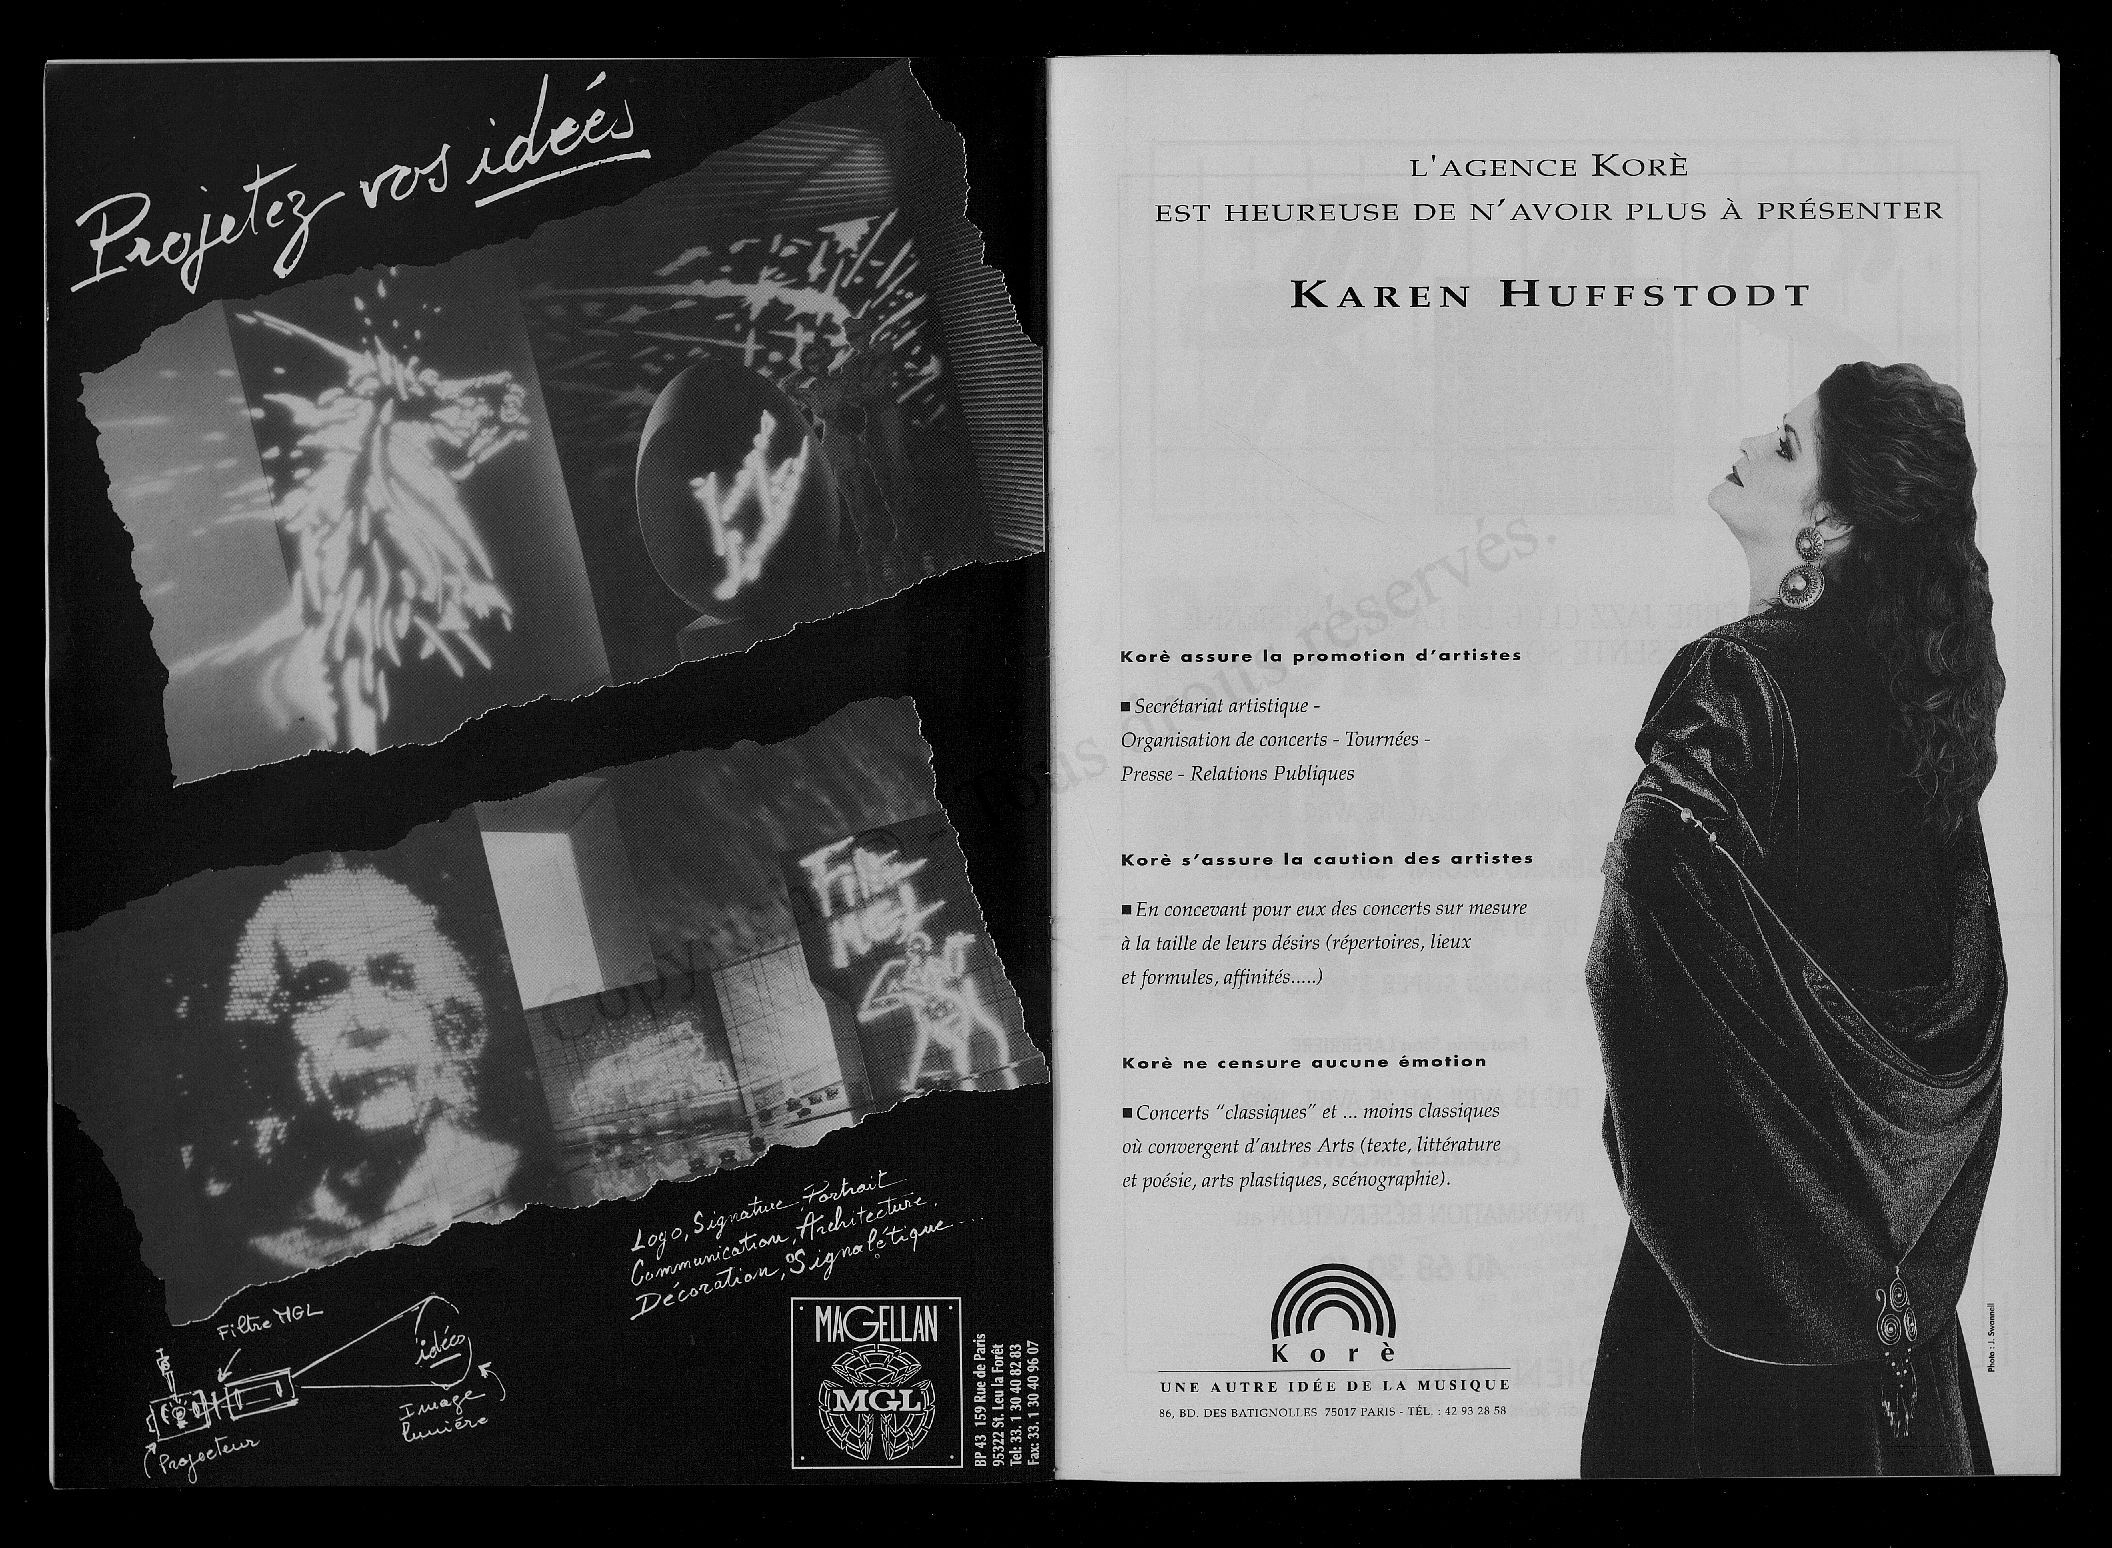 Projetez vos idées
Logo, Signature, Portrait
Communication, Architecture,
Décoration, Signalétique...
Filtre MGL
idées
Image
lumière
Projecteur
MAGELLAN
MGL
BP 43 159 Rue de Paris
95322 St. Leu la Forêt
Tel: 33. 1 30 40 82 83
Fax: 33. 1 30 40 96 07
L'AGENCE KORÈ
EST HEUREUSE DE N'AVOIR PLUS À PRÉSENTER
KAREN HUFFSTODT
Korè assure la promotion d'artistes
■ Secrétariat artistique -
Organisation de concerts - Tournées -
Presse - Relations Publiques
Korè s'assure la caution des artistes
■ En concevant pour eux des concerts sur mesure
à la taille de leurs désirs (répertoires, lieux
et formules, affinités.....)
Korè ne censure aucune émotion
■ Concerts "classiques" et ... moins classiques
où convergent d'autres Arts (texte, littérature
et poésie, arts plastiques, scénographie).
Korè
UNE AUTRE IDÉE DE LA MUSIQUE
86, BD. DES BATIGNOLLES 75017 PARIS - TÉL. : 42 93 28 58
Photo : J. Swannell
Tous droits réservés.